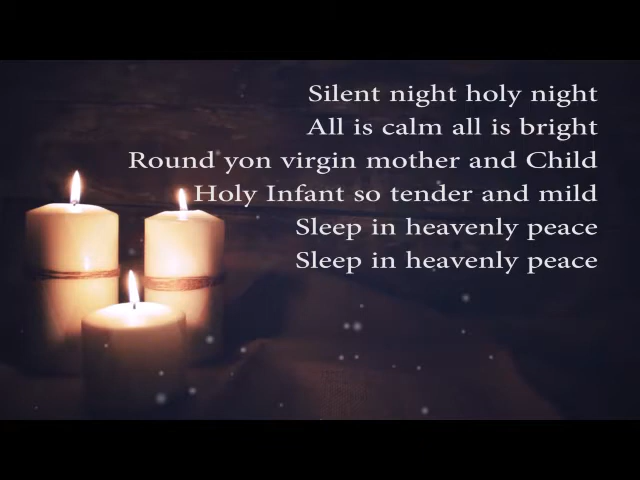 Silent night holy night
All is calm all is bright
Round yon virgin mother and Child
Holy Infant so tender and mild
Sleep in heavenly peace
Sleep in heavenly peace